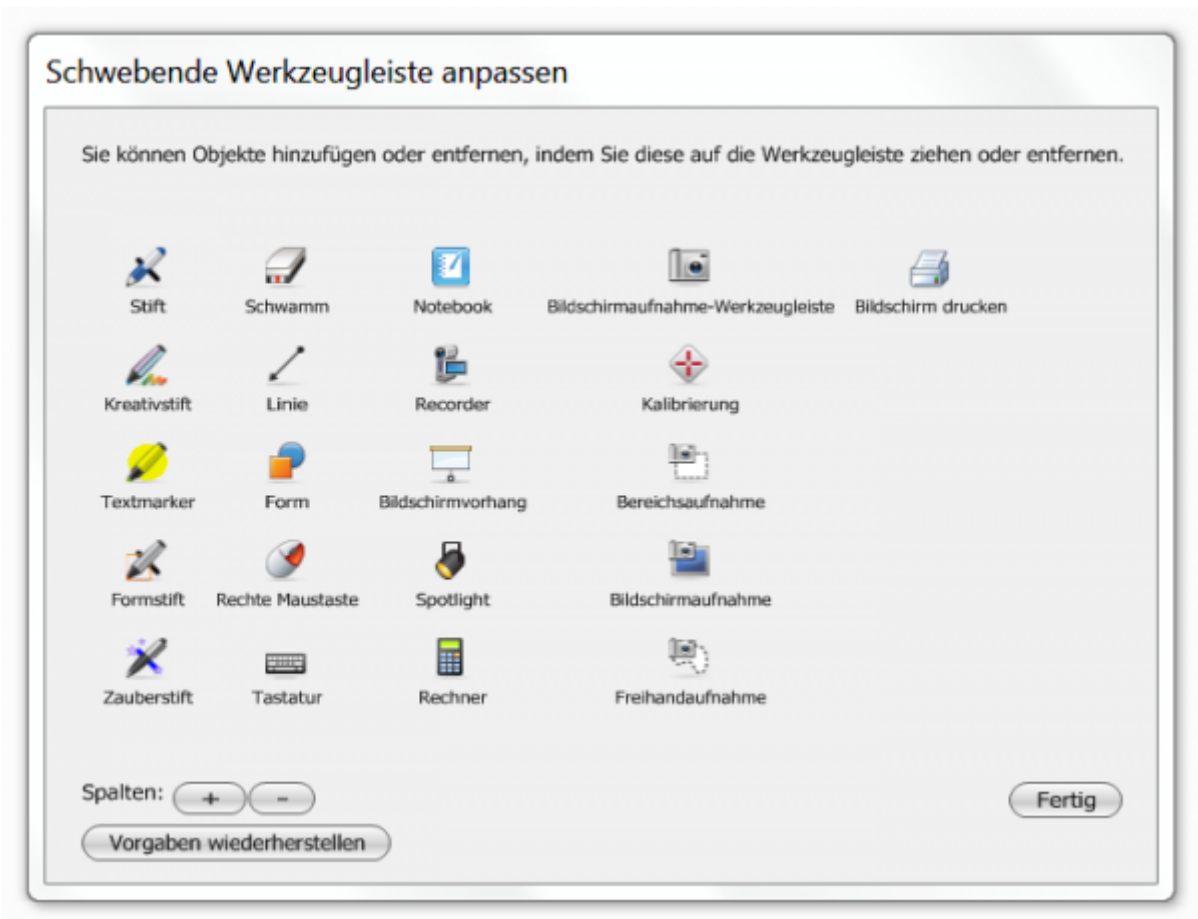 Schwebende Werkzeugleiste anpassen
Sie können Objekte hinzufügen oder entfernen, indem Sie diese auf die Werkzeugleiste ziehen oder entfernen.
Stift Schwamm Notebook Bildschirmaufnahme-Werkzeugleiste Bildschirm drucken
Kreativstift Linie Recorder Kalibrierung
Textmarker Form Bildschirmvorhang Bereichsaufnahme
Formstift Rechte Maustaste Spotlight Bildschirmaufnahme
Zauberstift Tastatur Rechner Freihandaufnahme
Spalten: + - Fertig
Vorgaben wiederherstellen